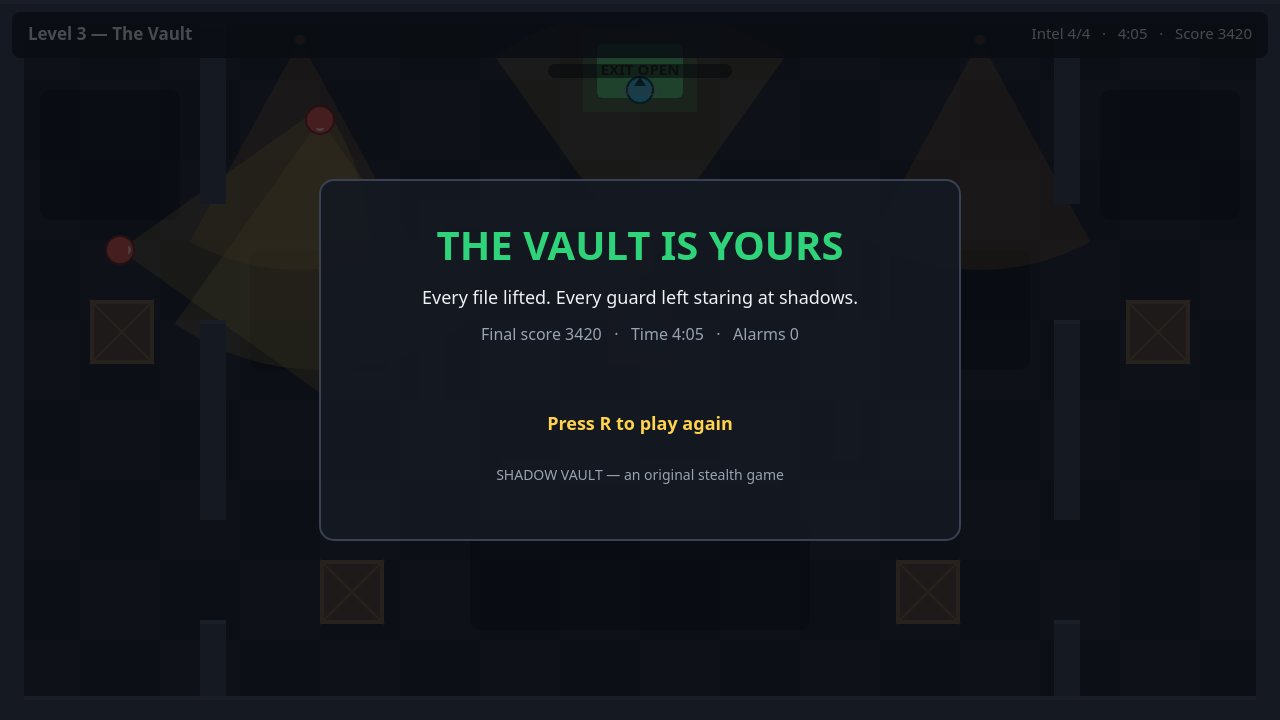 Level 3 — The Vault
Intel 4/4 · 4:05 · Score 3420
EXIT OPEN
THE VAULT IS YOURS
Every file lifted. Every guard left staring at shadows.
Final score 3420 · Time 4:05 · Alarms 0
Press R to play again
SHADOW VAULT — an original stealth game